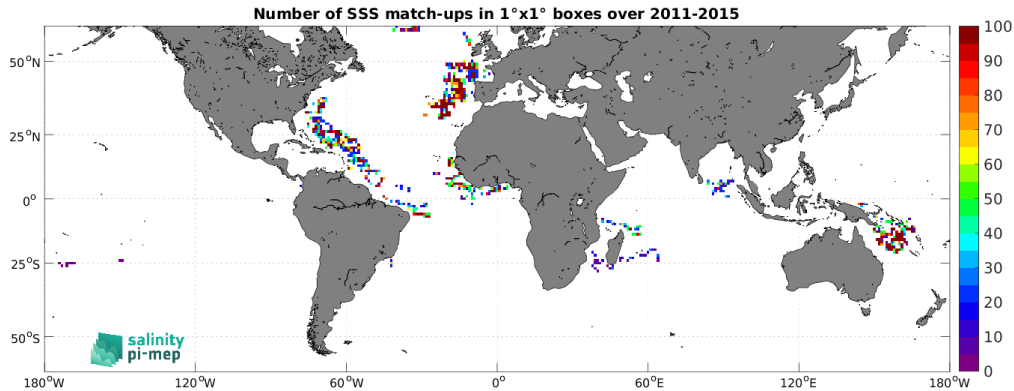 Number of SSS match-ups in 1°x1° boxes over 2011-2015
50°N
25°N
0°
25°S
50°S
180°W
120°W
60°W
0°
60°E
120°E
180°W
100
90
80
70
60
50
40
30
20
10
0
salinity
pi-mep